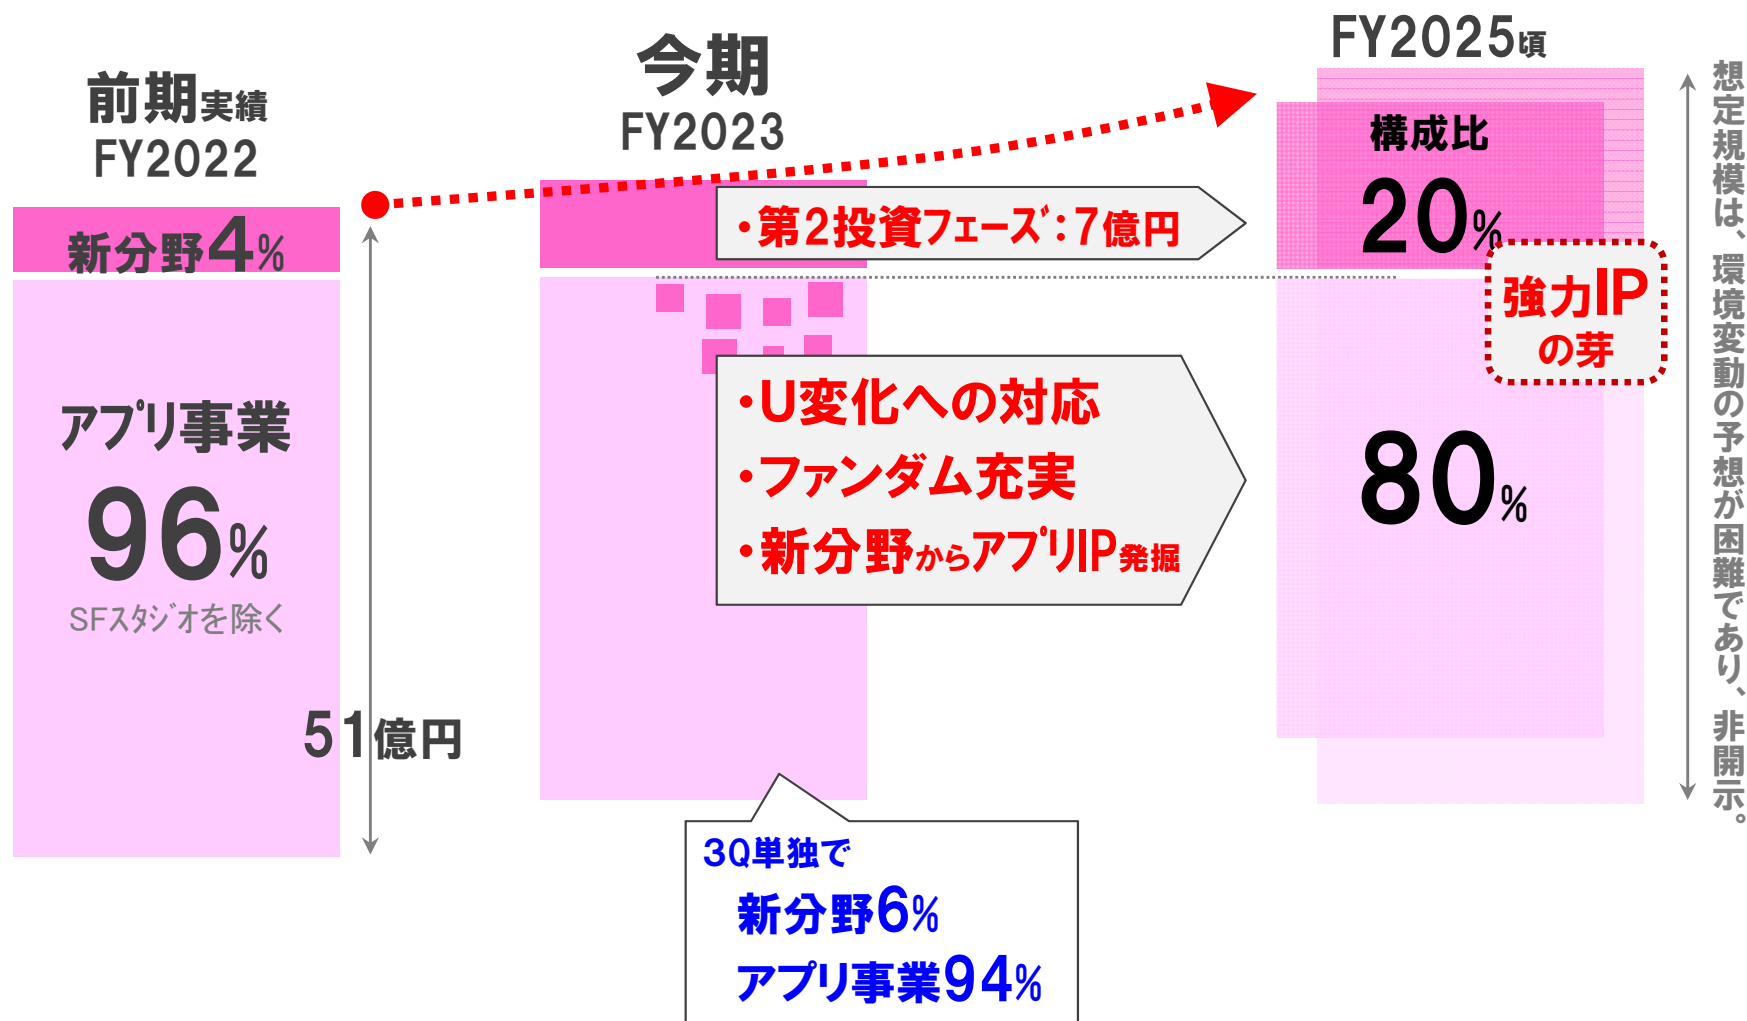 前期実績
FY2022
新分野4%
アプリ事業
96%
SFｽﾀｼﾞｵを除く
51億円
今期
FY2023
・第2投資ﾌｪｰｽﾞ:7億円
・U変化への対応
・ファンダム充実
・新分野からアプリIP発掘
3Q単独で
新分野6%
アプリ事業94%
FY2025頃
構成比
20%
強力IP
の芽
80%
想定規模は、環境変動の予想が困難であり、非開示。